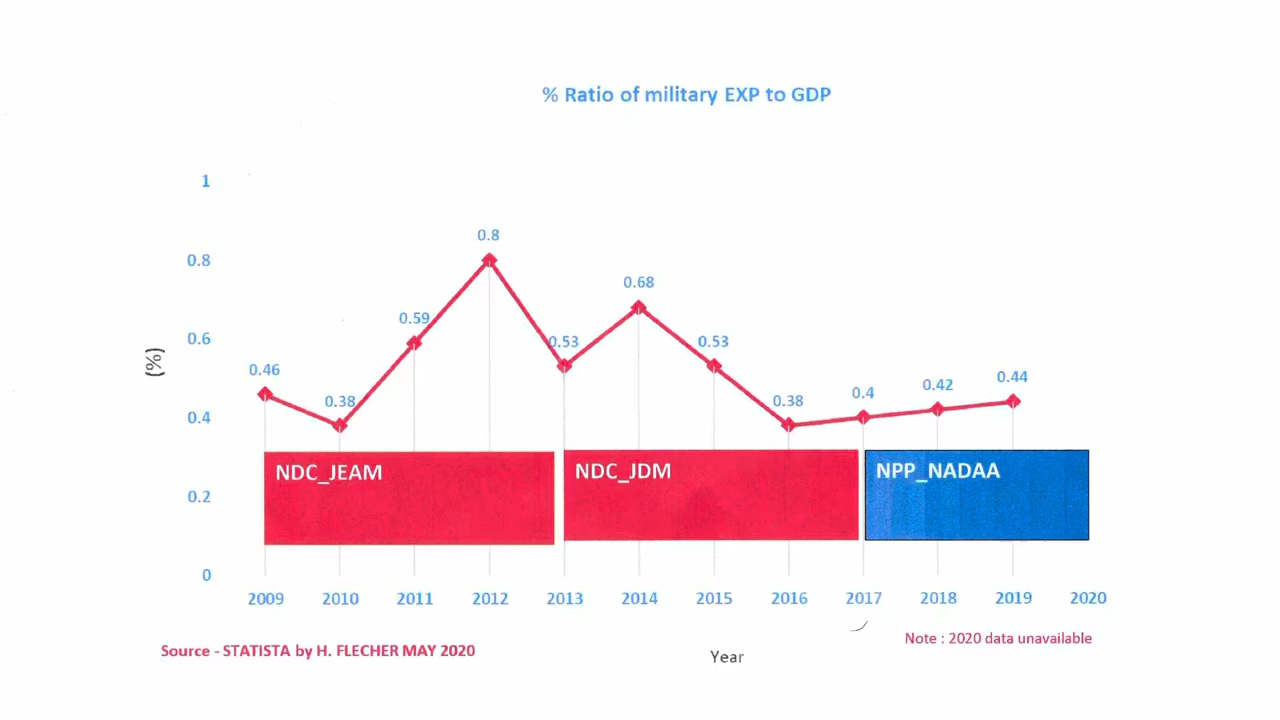 % Ratio of military EXP to GDP
1
0.8
0.6
0.4
0.2
0
(%)
0.46
0.38
0.59
0.8
0.53
0.68
0.53
0.38
0.4
0.42
0.44
NDC_JEAM
NDC_JDM
NPP_NADAA
2009 2010 2011 2012 2013 2014 2015 2016 2017 2018 2019 2020
Note : 2020 data unavailable
Source - STATISTA by H. FLECHER MAY 2020
Year